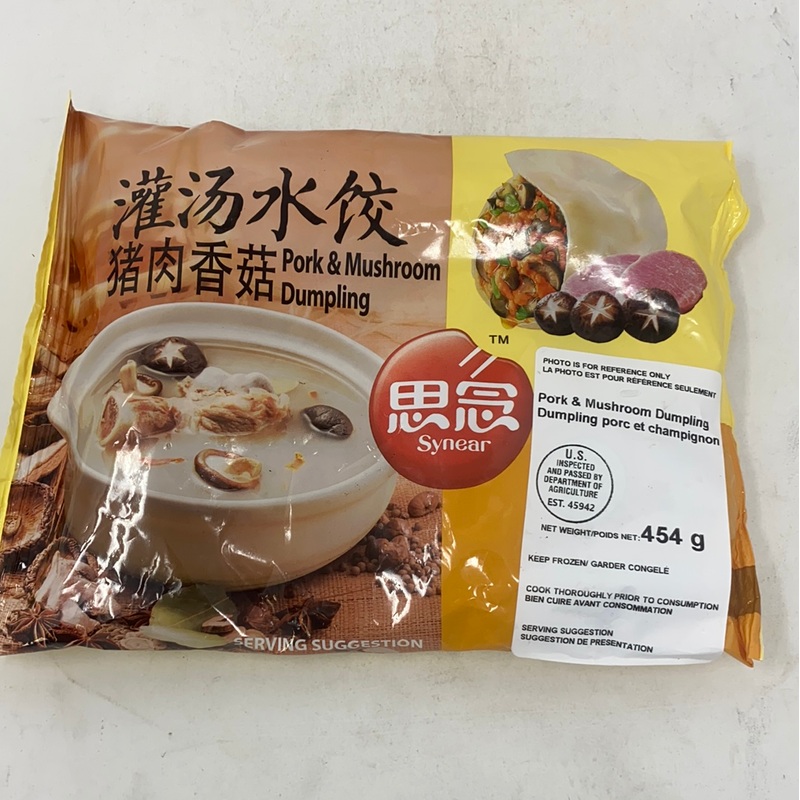 灌汤水饺
猪肉香菇
Pork & Mushroom
Dumpling
TM
思念
Synear
SERVING SUGGESTION
PHOTO IS FOR REFERENCE ONLY
LA PHOTO EST POUR RÉFÉRENCE SEULEMENT
Pork & Mushroom Dumpling
Dumpling porc et champignon
U.S.
INSPECTED
AND PASSED BY
DEPARTMENT OF
AGRICULTURE
EST. 45942
NET WEIGHT/POIDS NET: 454 g
KEEP FROZEN/ GARDER CONGELÉ
COOK THOROUGHLY PRIOR TO CONSUMPTION
BIEN CUIRE AVANT CONSOMMATION
SERVING SUGGESTION
SUGGESTION DE PRESENTATION